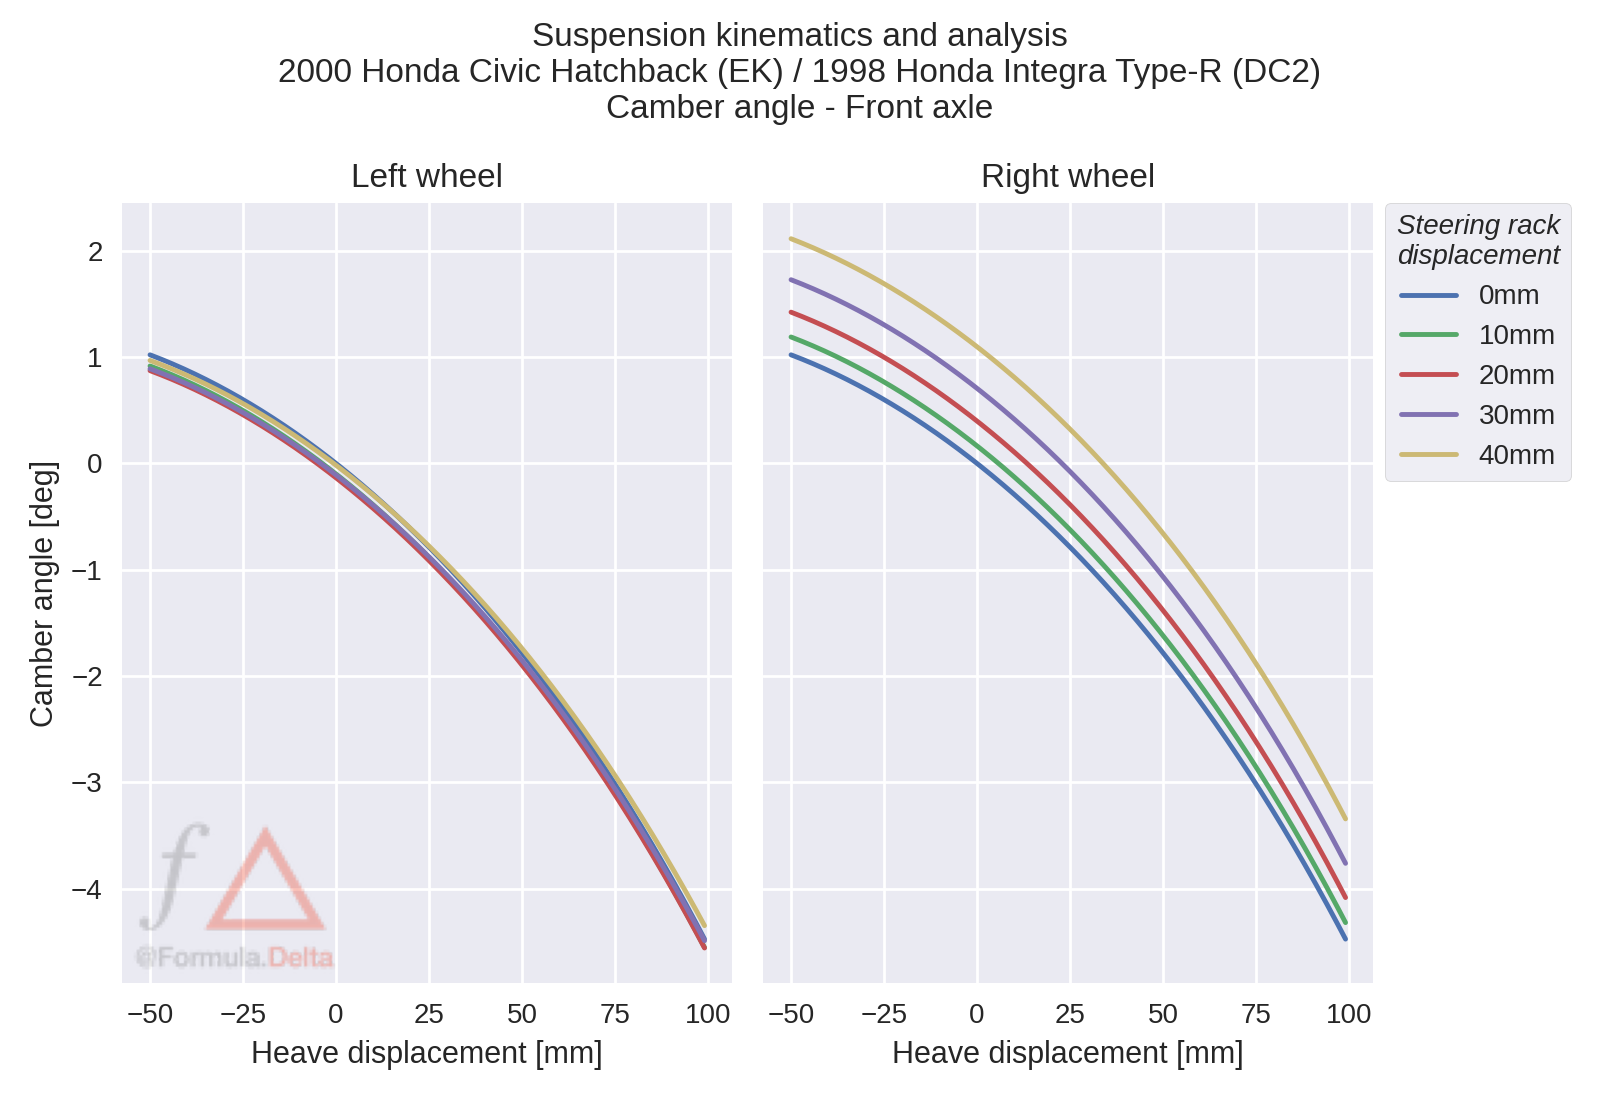 Suspension kinematics and analysis
2000 Honda Civic Hatchback (EK) / 1998 Honda Integra Type-R (DC2)
Camber angle - Front axle
Left wheel
Right wheel
Camber angle [deg]
2
1
0
−1
−2
−3
−4
−50 −25 0 25 50 75 100
Heave displacement [mm]
−50 −25 0 25 50 75 100
Heave displacement [mm]
Steering rack
displacement
0mm
10mm
20mm
30mm
40mm
f
@Formula.Delta